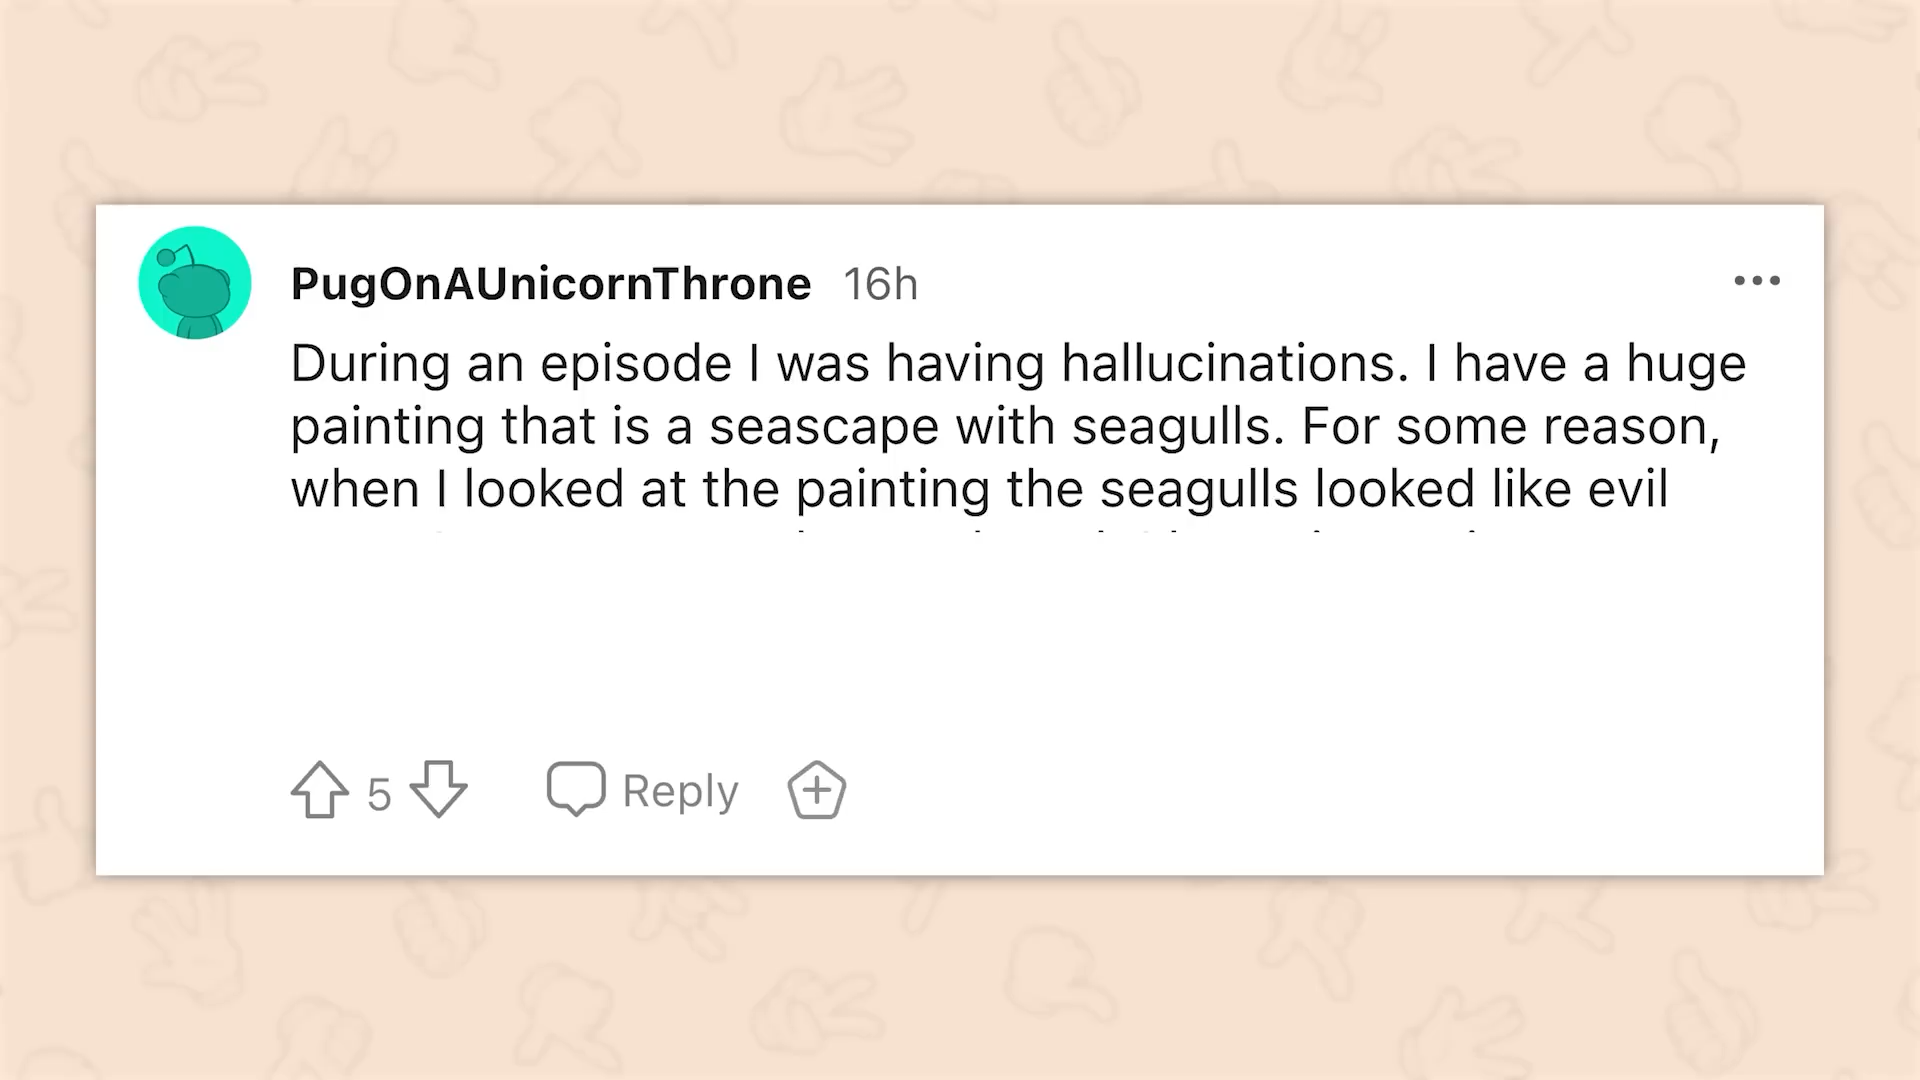 PugOnAUnicornThrone 16h
During an episode I was having hallucinations. I have a huge
painting that is a seascape with seagulls. For some reason,
when I looked at the painting the seagulls looked like evil
5 Reply